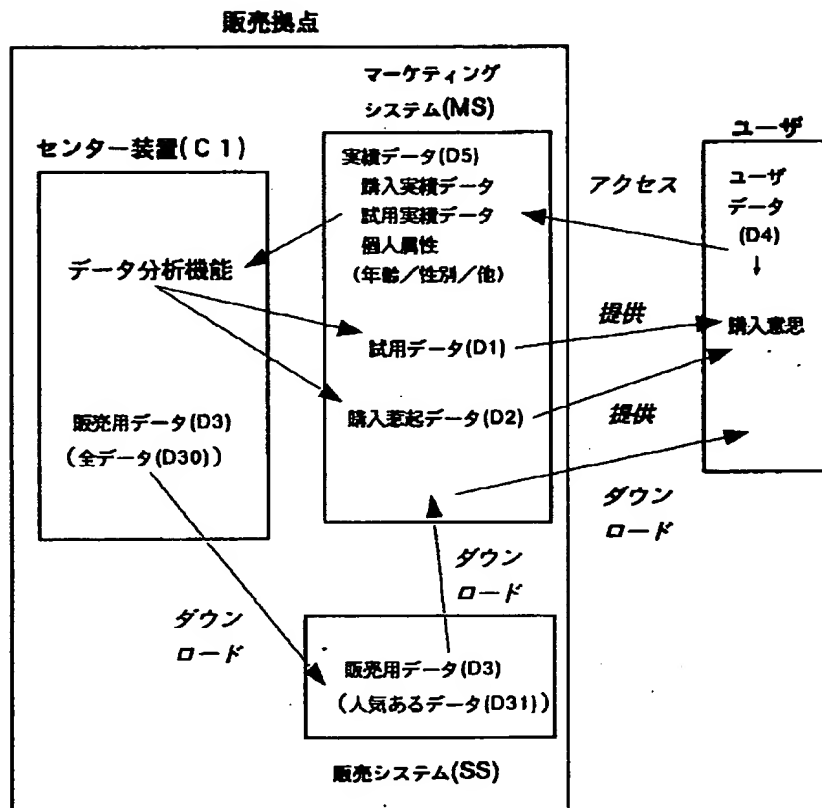 販売拠点
マーケティング
システム(MS)
センター装置(C1)
実績データ(D5)
購入実績データ
試用実績データ
個人属性
(年齢/性別/他)
データ分析機能
試用データ(D1)
購入惹起データ(D2)
販売用データ(D3)
(全データ(D30))
ダウン
ロード
ダウン
ロード
販売用データ(D3)
(人気あるデータ(D31))
販売システム(SS)
アクセス
提供
提供
ダウン
ロード
ユーザ
ユーザ
データ
(D4)
↓
購入意思